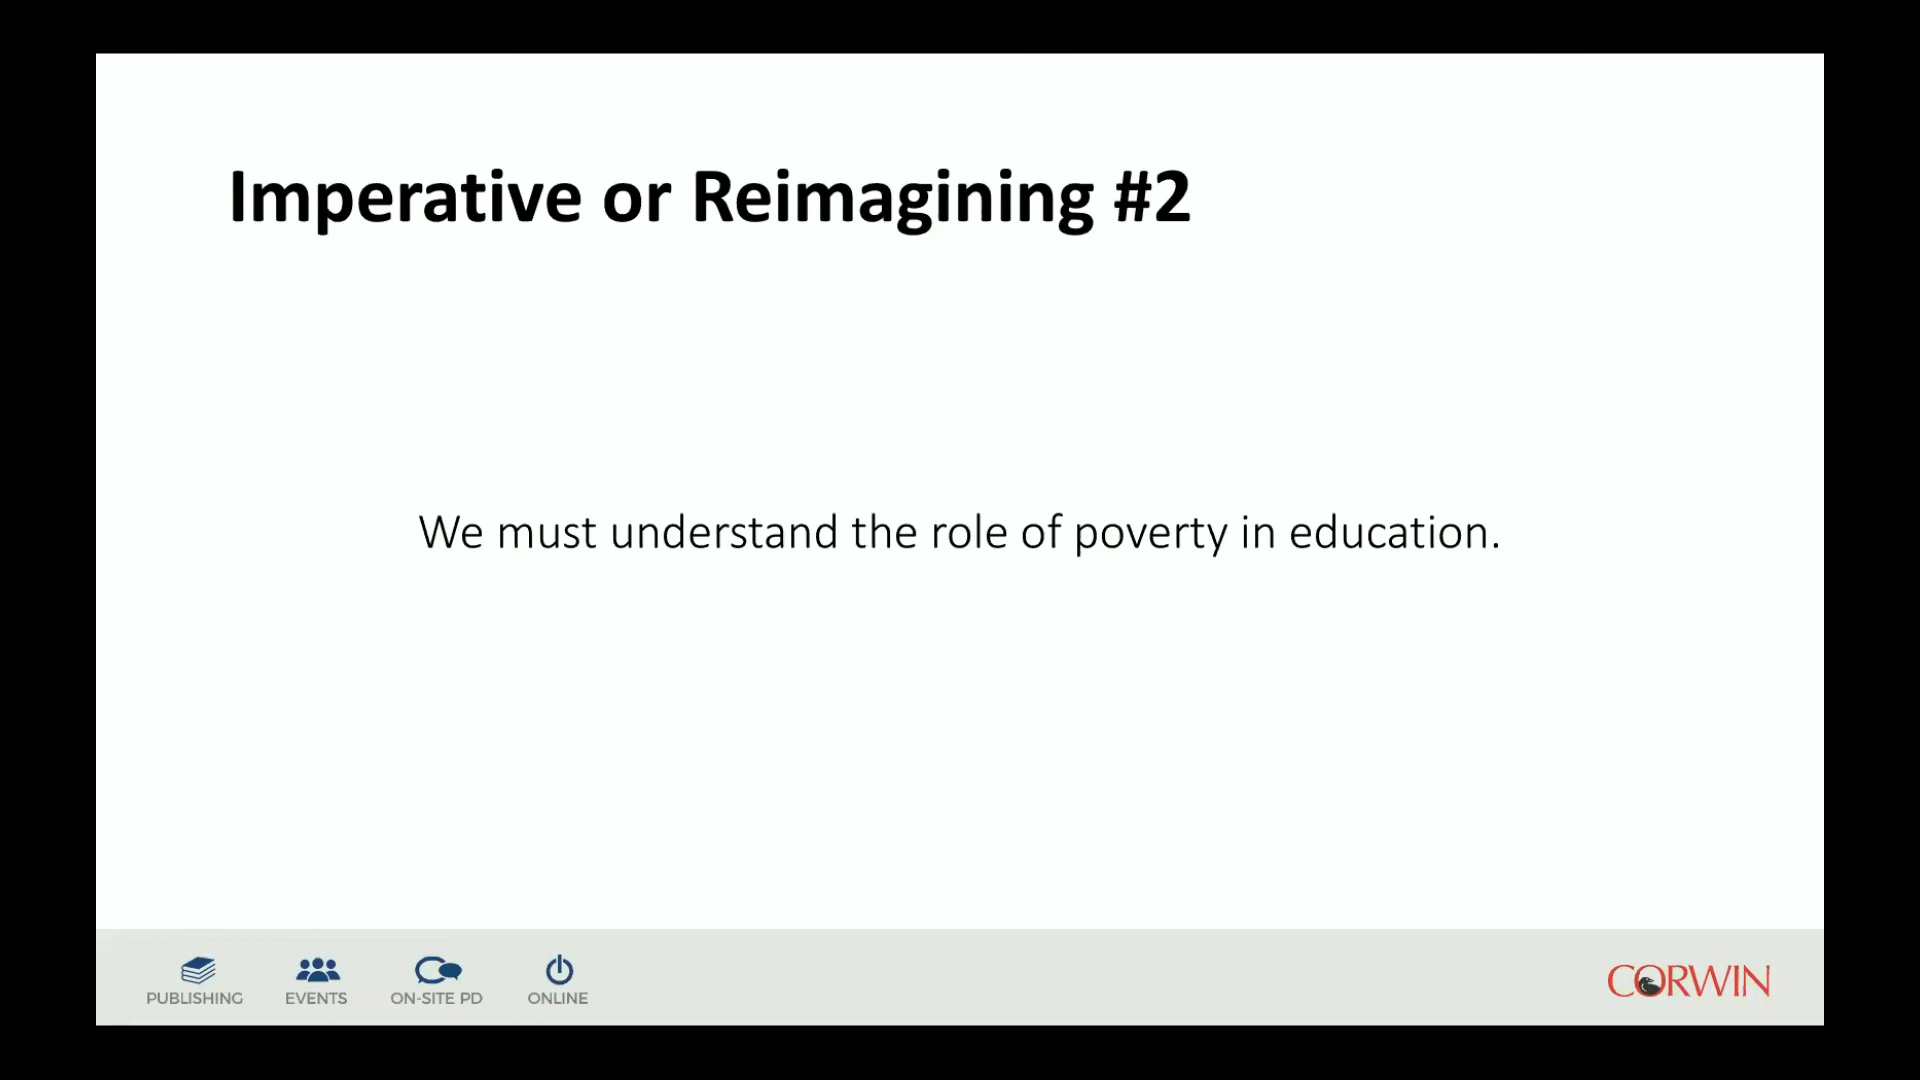 Imperative or Reimagining #2
We must understand the role of poverty in education.
PUBLISHING
EVENTS
ON-SITE PD
ONLINE
CORWIN